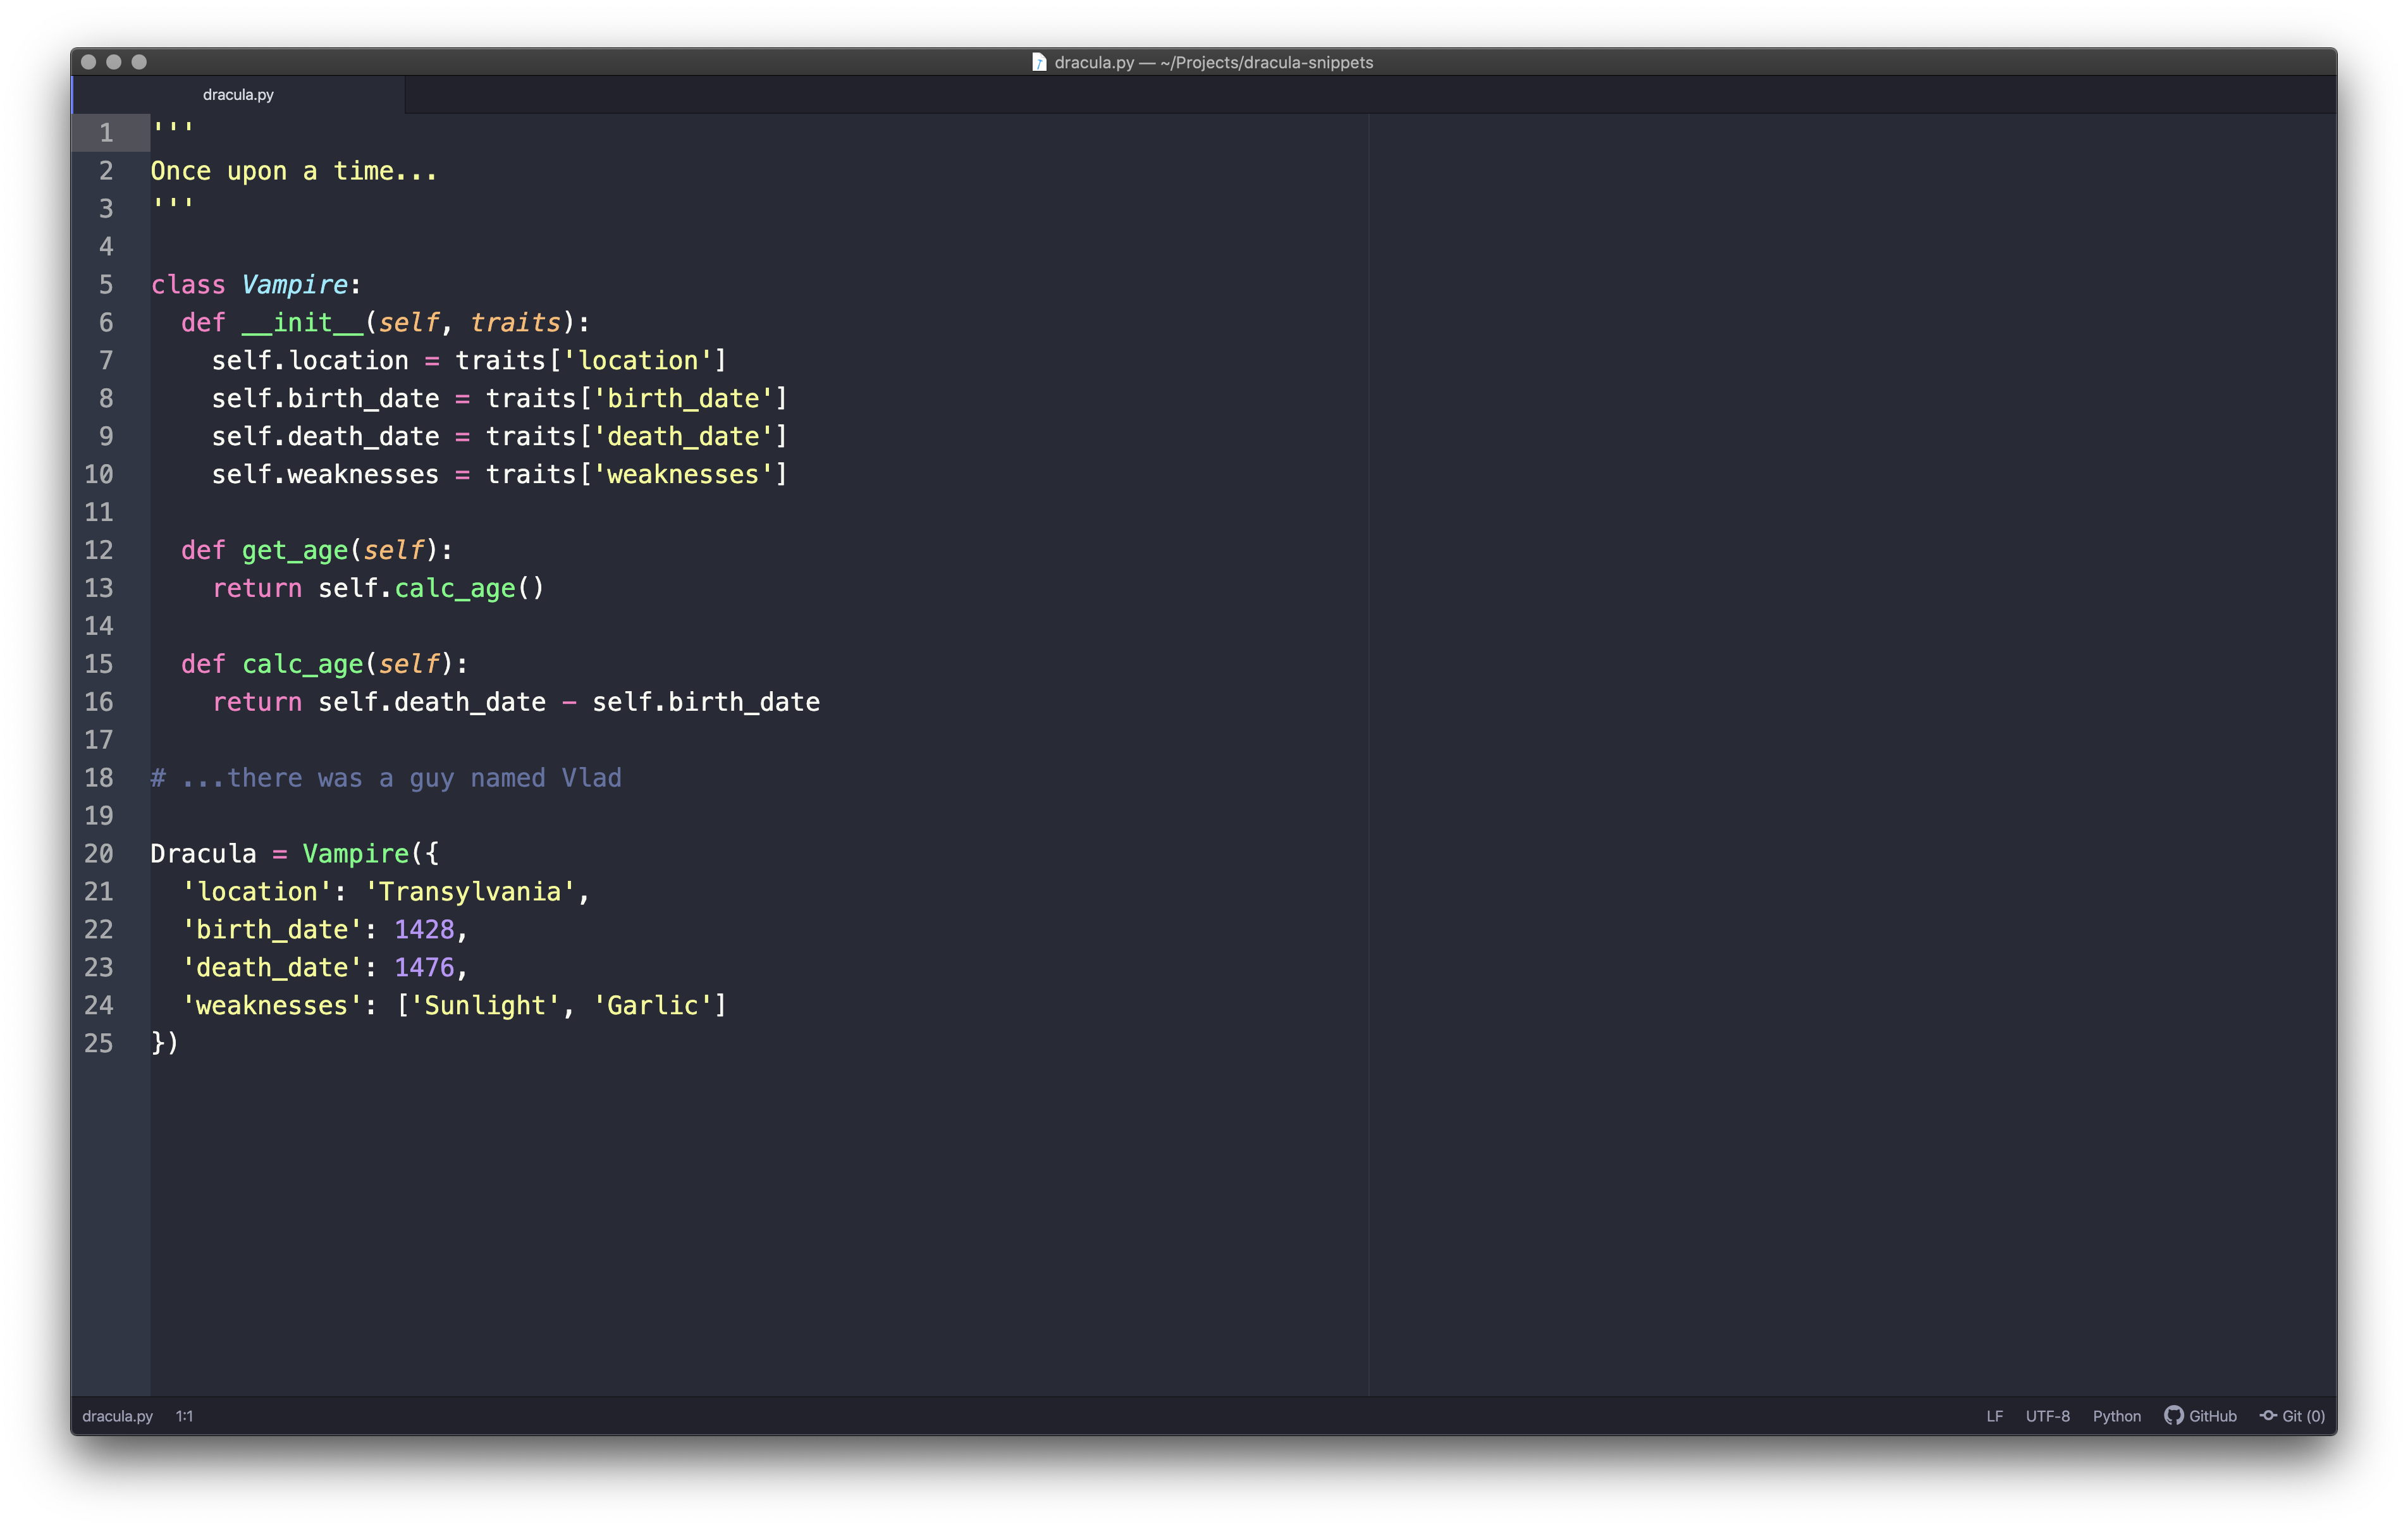 dracula.py — ~/Projects/dracula-snippets
dracula.py
1 '''
2 Once upon a time...
3 '''
4
5 class Vampire:
6   def __init__(self, traits):
7     self.location = traits['location']
8     self.birth_date = traits['birth_date']
9     self.death_date = traits['death_date']
10     self.weaknesses = traits['weaknesses']
11
12   def get_age(self):
13     return self.calc_age()
14
15   def calc_age(self):
16     return self.death_date - self.birth_date
17
18 # ...there was a guy named Vlad
19
20 Dracula = Vampire({
21   'location': 'Transylvania',
22   'birth_date': 1428,
23   'death_date': 1476,
24   'weaknesses': ['Sunlight', 'Garlic']
25 })
dracula.py 1:1 LF UTF-8 Python GitHub Git (0)